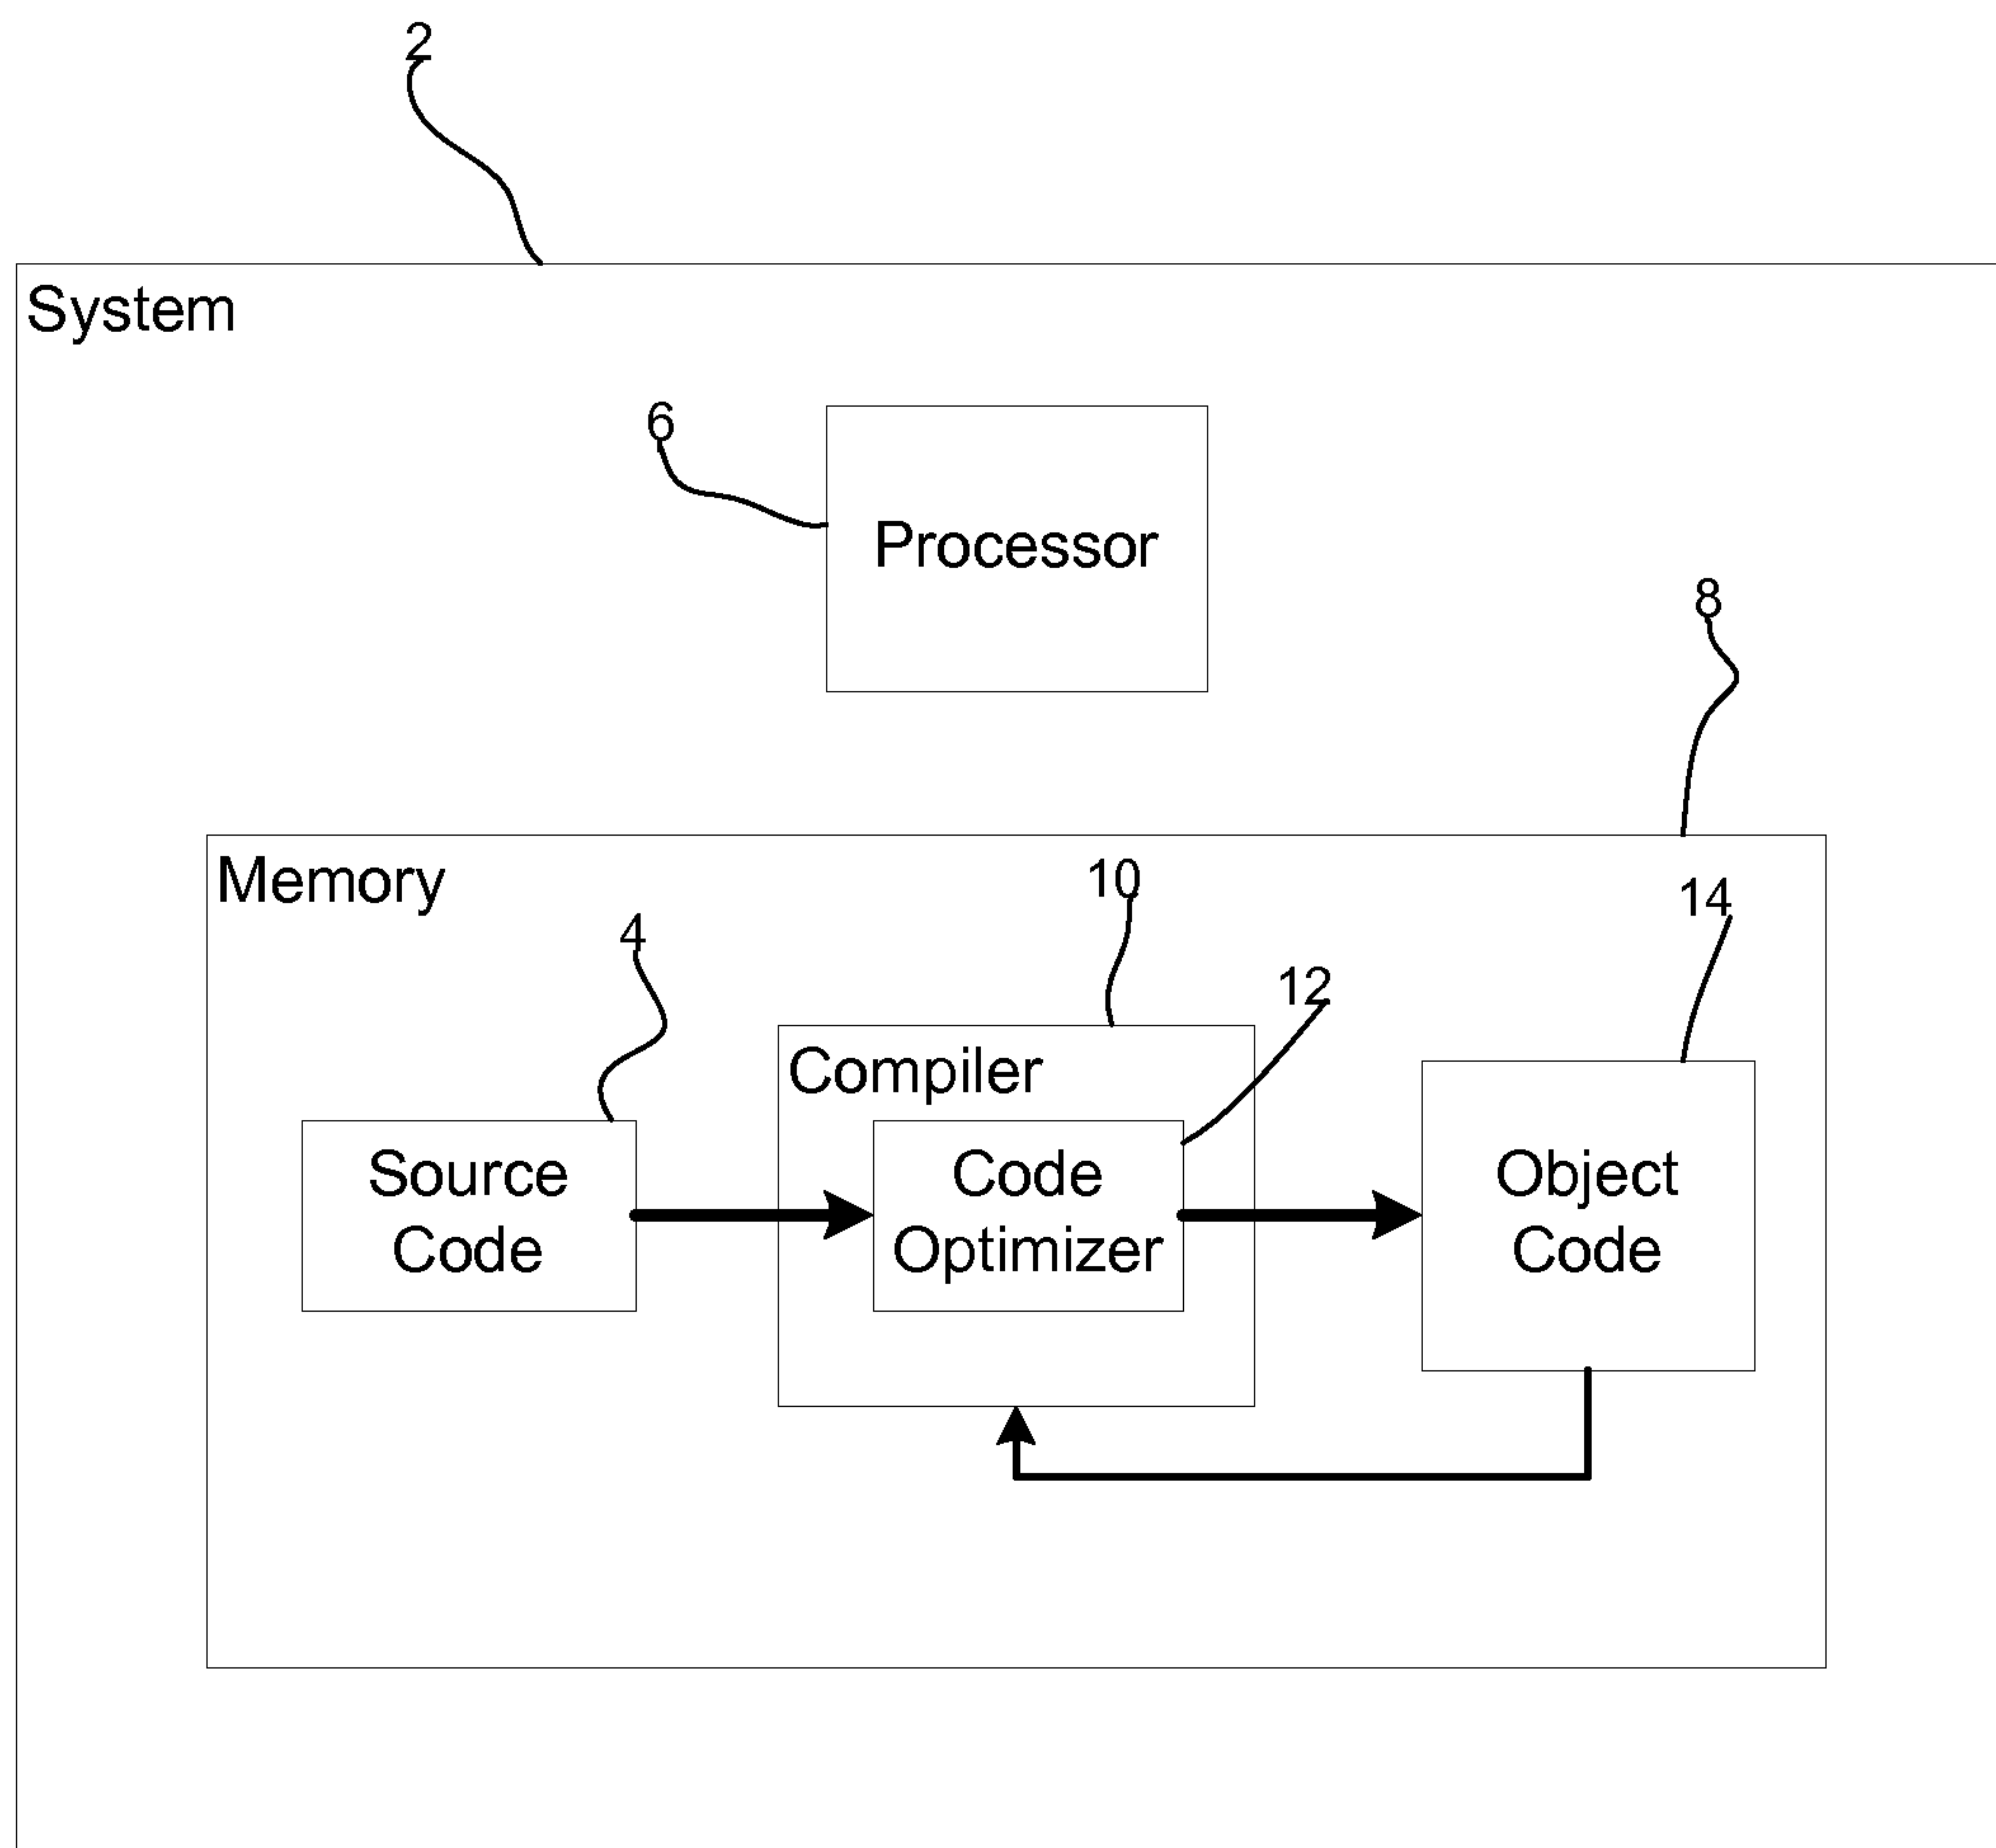 2
System
6
Processor
8
Memory
10
14
4
12
Compiler
Source
Code
Code
Optimizer
Object
Code